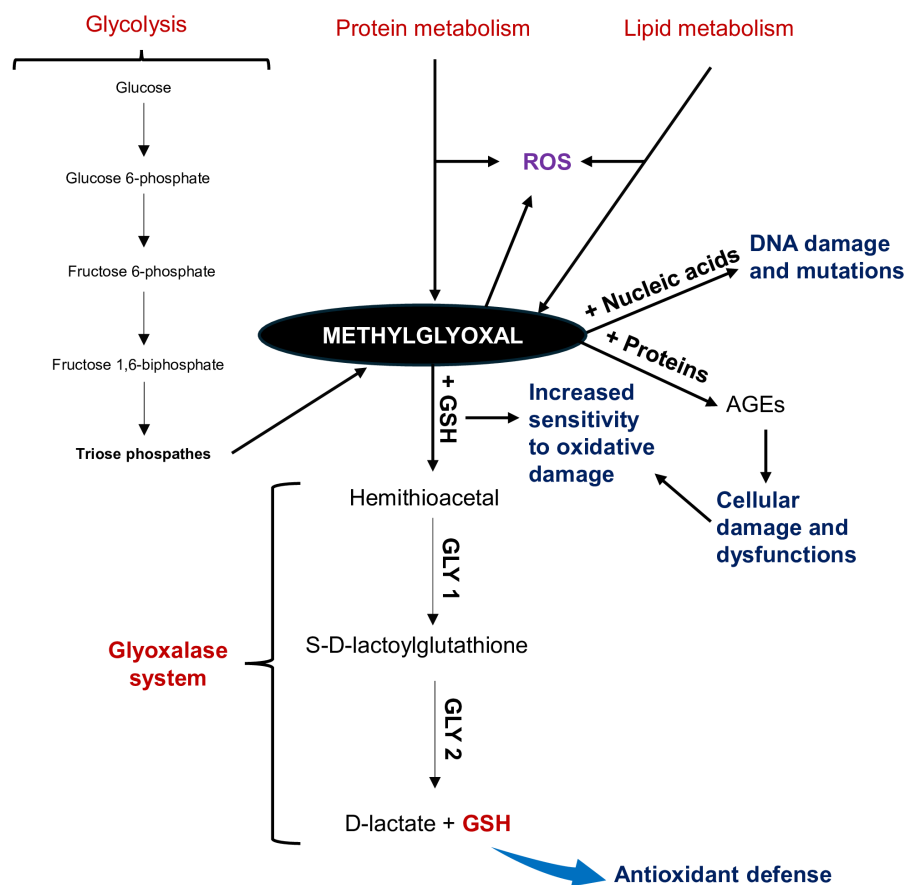 Glycolysis
Protein metabolism
Lipid metabolism
Glucose
Glucose 6-phosphate
Fructose 6-phosphate
Fructose 1,6-biphosphate
Triose phospathes
ROS
METHYLGLYOXAL
+ Nucleic acids
DNA damage
and mutations
+ Proteins
AGEs
+ GSH
Increased
sensitivity
to oxidative
damage
Cellular
damage and
dysfunctions
Hemithioacetal
GLY 1
S-D-lactoylglutathione
Glyoxalase
system
GLY 2
D-lactate + GSH
Antioxidant defense